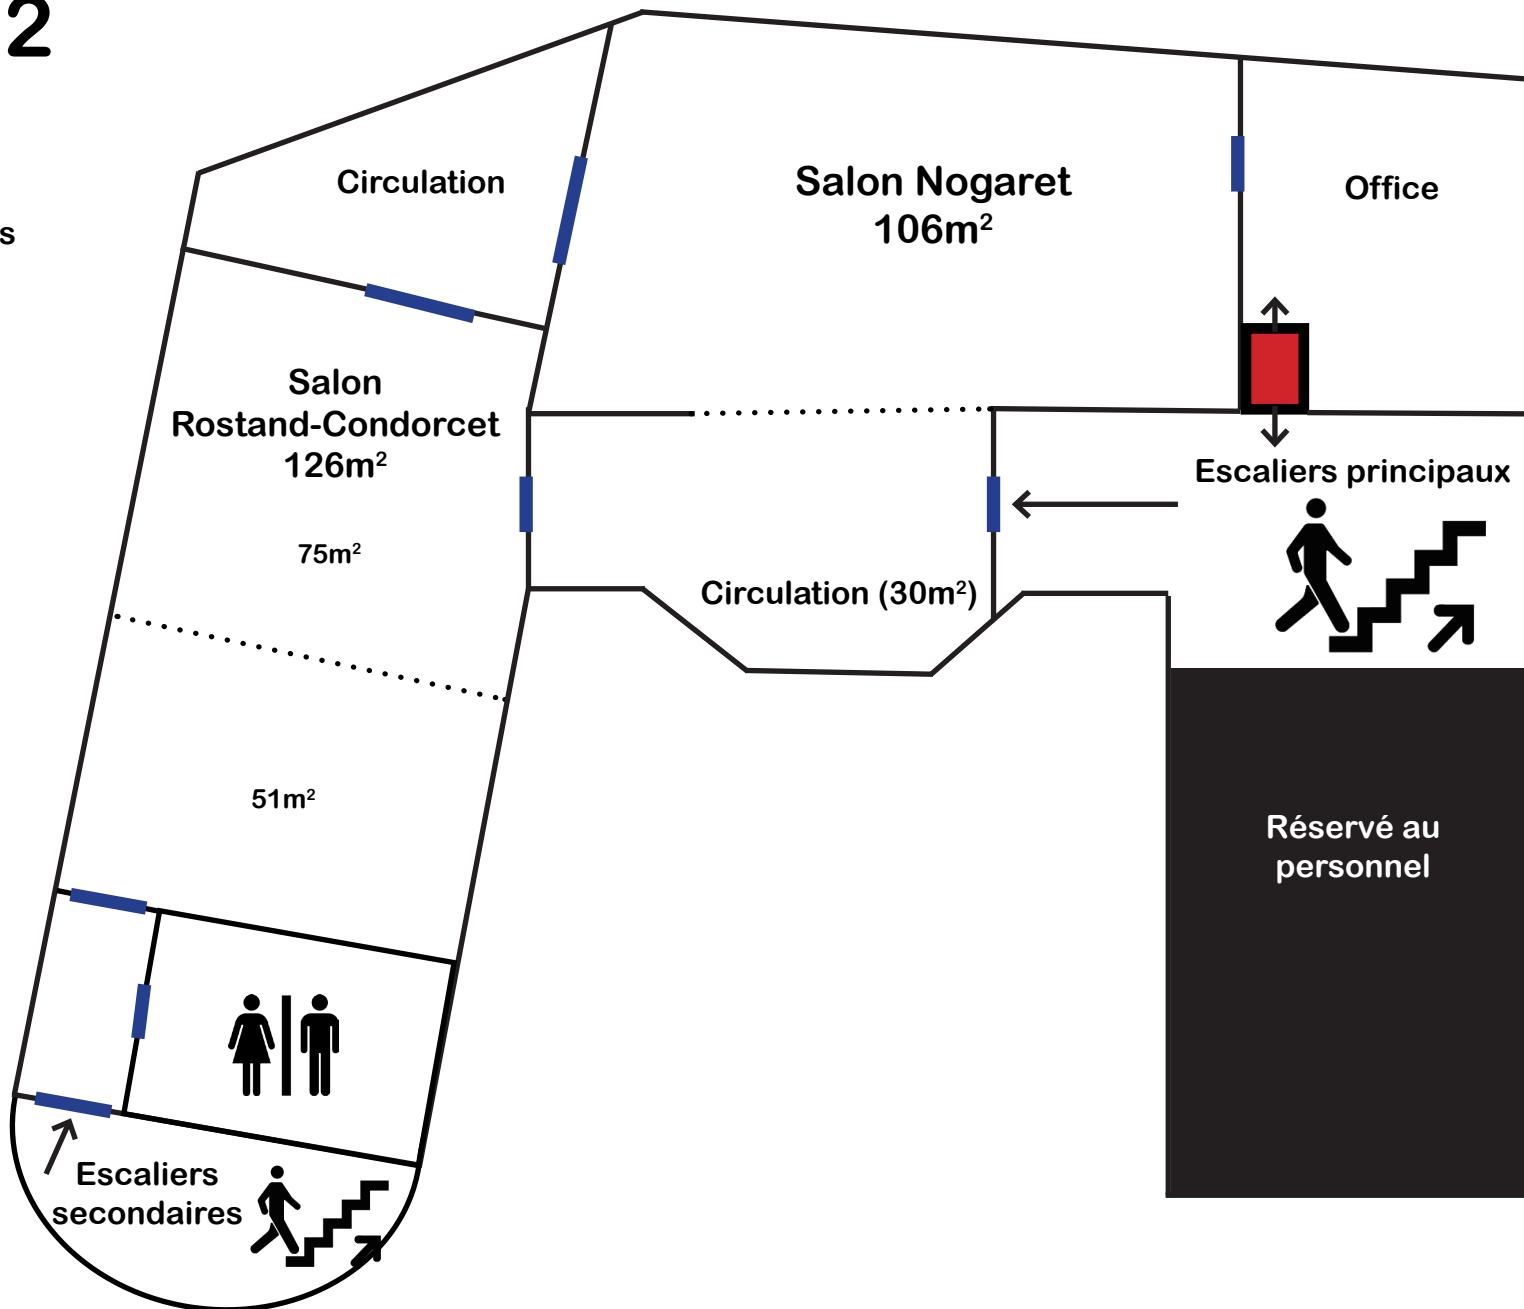 2
s
Circulation
Salon Nogaret
106m²
Office
Salon
Rostand-Condorcet
126m²
75m²
Escaliers principaux
Circulation (30m²)
51m²
Réservé au
personnel
Escaliers
secondaires